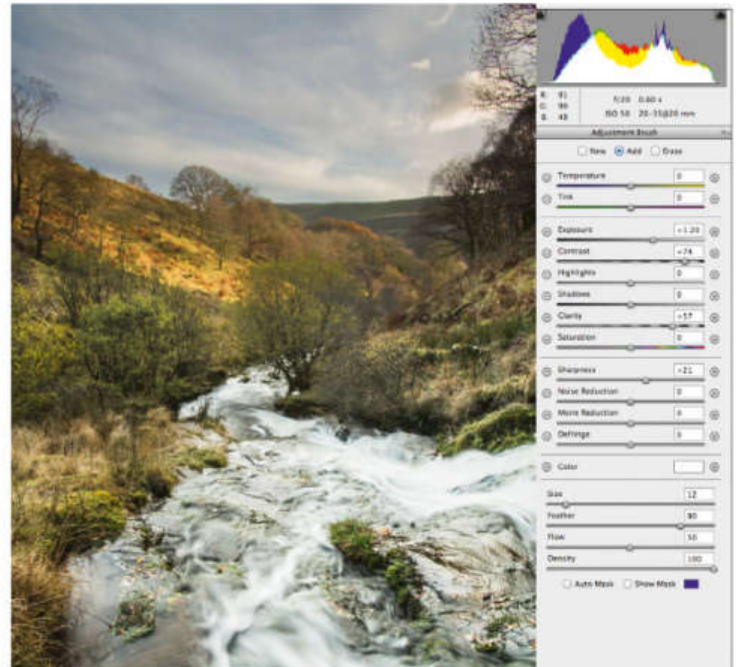 R: 91
G: 90
B: 48
f/20 0.60 s
ISO 50 20-35@20 mm
Adjustment Brush
New Add Erase
Temperature 0
Tint 0
Exposure +1.20
Contrast +74
Highlights 0
Shadows 0
Clarity +57
Saturation 0
Sharpness +21
Noise Reduction 0
Moire Reduction 0
Defringe 0
Color
Size 12
Feather 90
Flow 50
Density 100
Auto Mask Show Mask